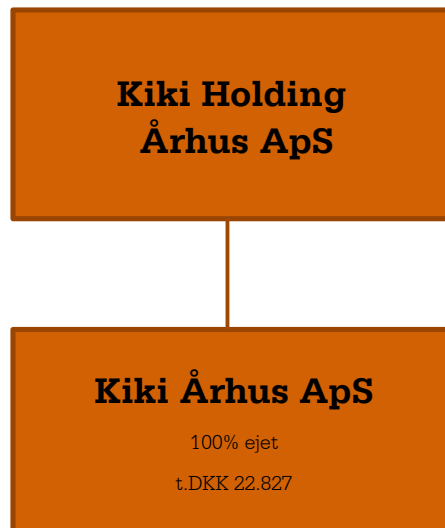 Kiki Holding
Århus ApS
Kiki Århus ApS
100% ejet
t.DKK 22.827